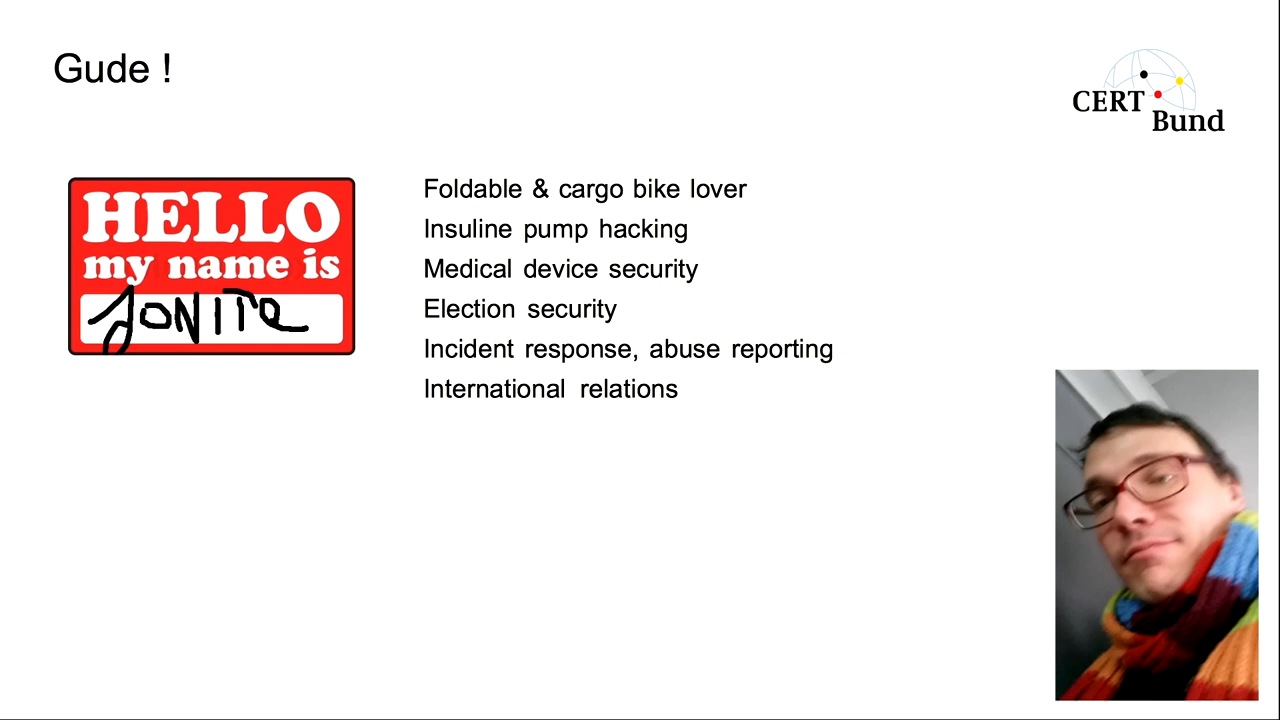 Gude !
CERT
Bund
HELLO
my name is
Foldable & cargo bike lover
Insuline pump hacking
Medical device security
Election security
Incident response, abuse reporting
International relations